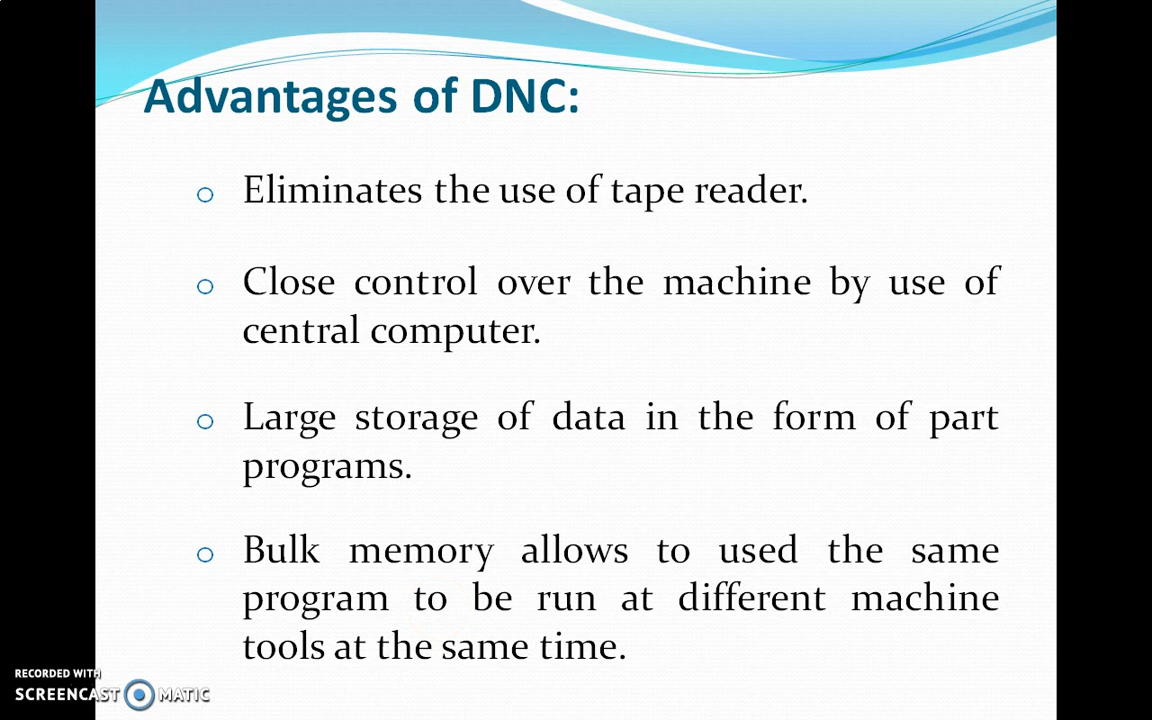 Advantages of DNC:
Eliminates the use of tape reader.
Close control over the machine by use of
central computer.
Large storage of data in the form of part
programs.
Bulk memory allows to used the same
program to be run at different machine
tools at the same time.
RECORDED WITH
SCREENCAST MATIC